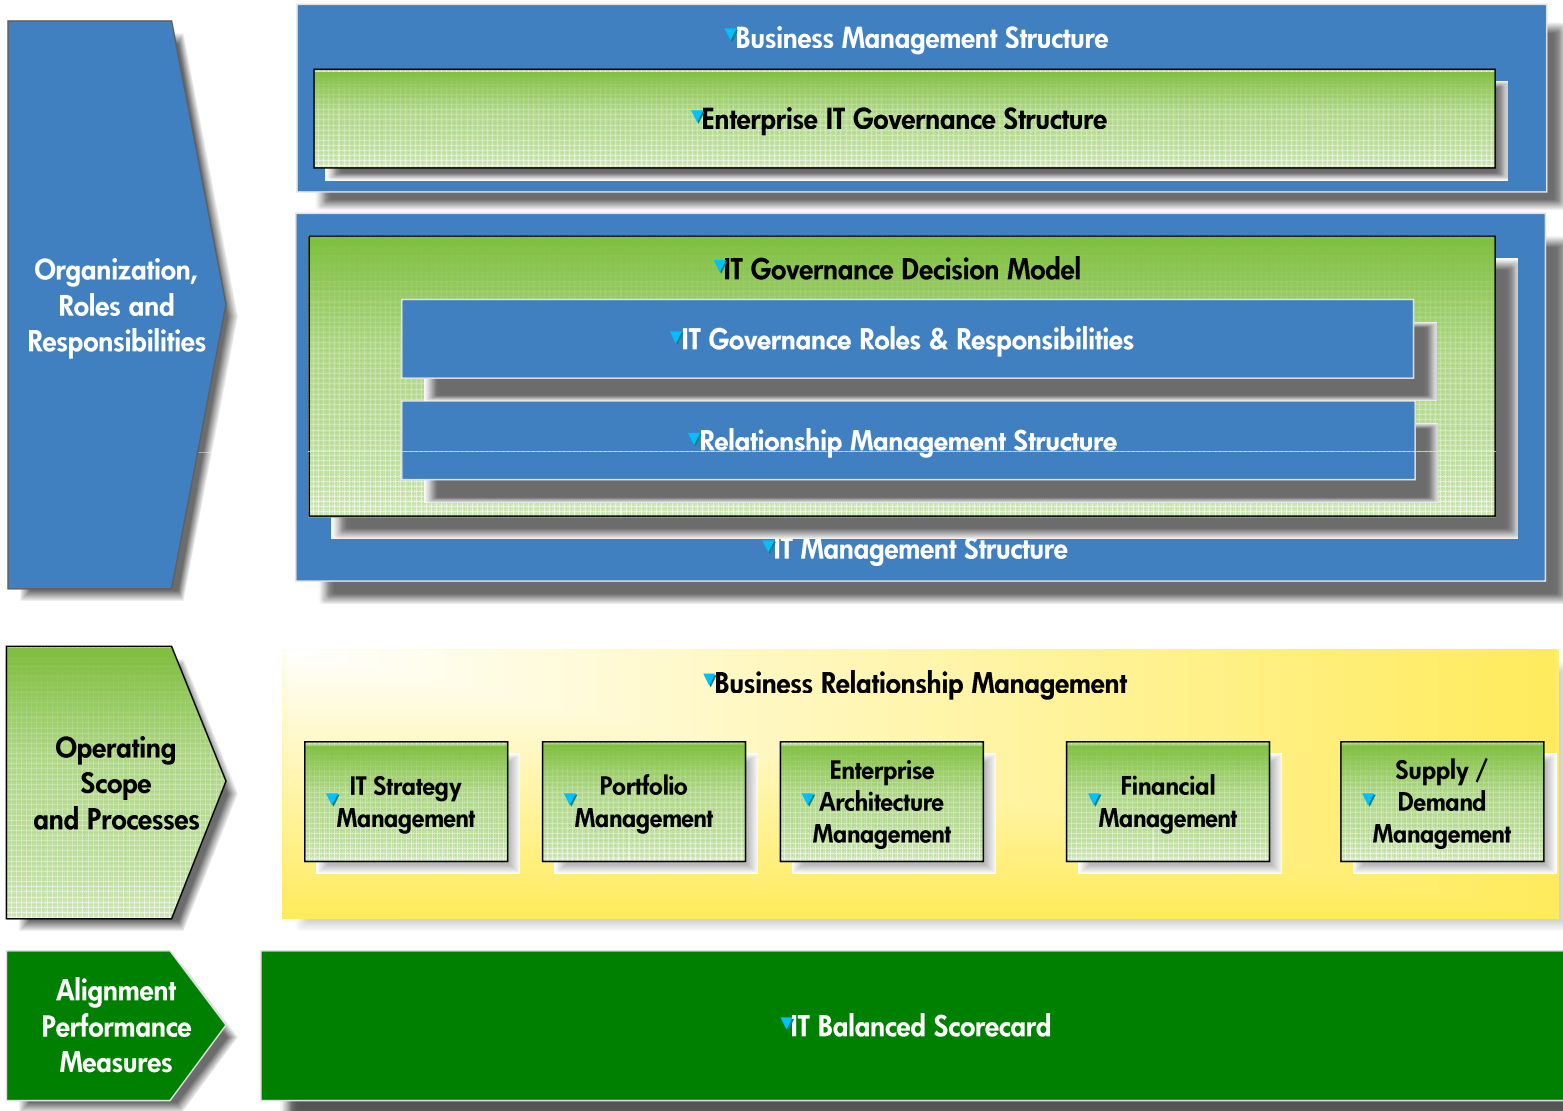 Business Management Structure
Enterprise IT Governance Structure
Organization,
Roles and
Responsibilities
IT Governance Decision Model
IT Governance Roles & Responsibilities
Relationship Management Structure
IT Management Structure
Operating
Scope
and Processes
Business Relationship Management
IT Strategy
Management
Portfolio
Management
Enterprise
Architecture
Management
Financial
Management
Supply /
Demand
Management
Alignment
Performance
Measures
IT Balanced Scorecard